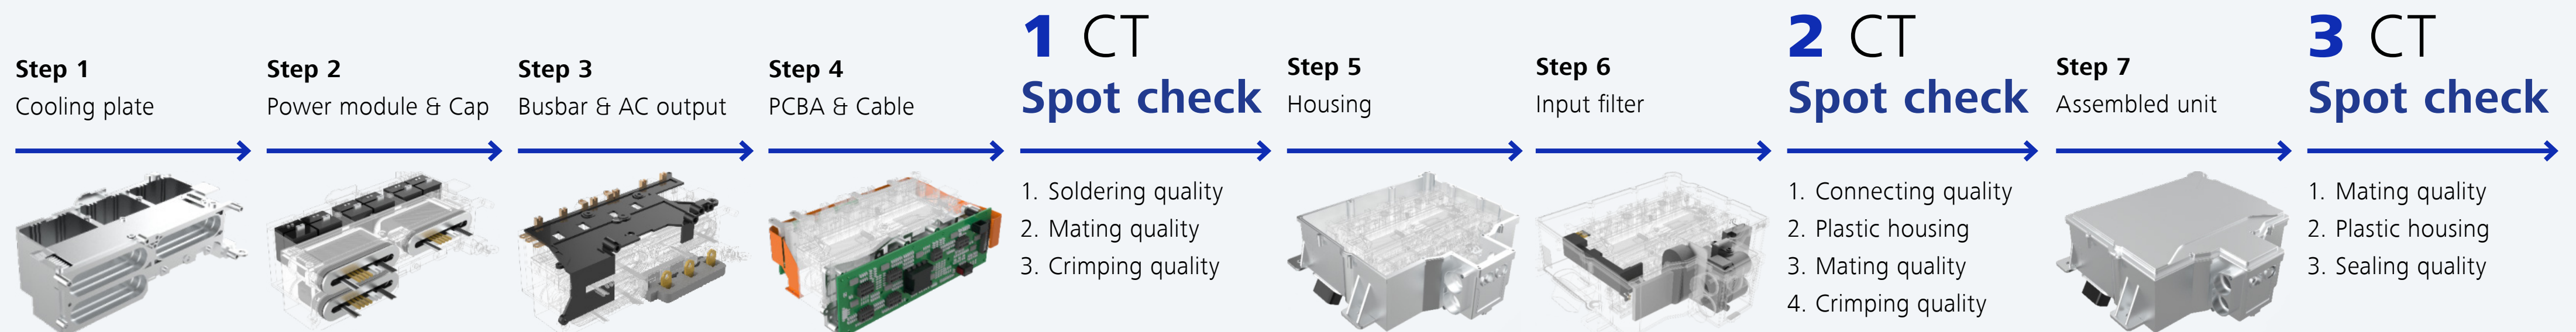 Step 1
Cooling plate
Step 2
Power module & Cap
Step 3
Busbar & AC output
Step 4
PCBA & Cable
1 CT
Spot check
1. Soldering quality
2. Mating quality
3. Crimping quality
Step 5
Housing
Step 6
Input filter
2 CT
Spot check
1. Connecting quality
2. Plastic housing
3. Mating quality
4. Crimping quality
Step 7
Assembled unit
3 CT
Spot check
1. Mating quality
2. Plastic housing
3. Sealing quality